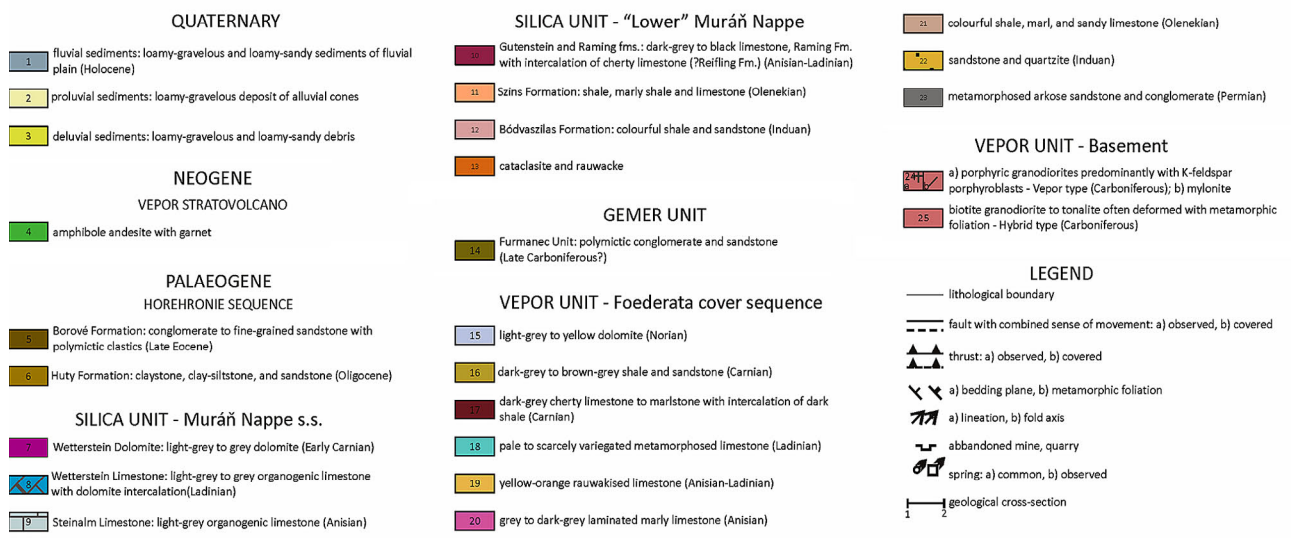 QUATERNARY
1 fluvial sediments: loamy-gravelous and loamy-sandy sediments of fluvial
plain (Holocene)
2 proluvial sediments: loamy-gravelous deposit of alluvial cones
3 deluvial sediments: loamy-gravelous and loamy-sandy debris
NEOGENE
VEPOR STRATOVOLCANO
4 amphibole andesite with garnet
PALAEOGENE
HOREHRONIE SEQUENCE
5 Borové Formation: conglomerate to fine-grained sandstone with
polymictic clastics (Late Eocene)
6 Huty Formation: claystone, clay-siltstone, and sandstone (Oligocene)
SILICA UNIT - Muráň Nappe s.s.
7 Wetterstein Dolomite: light-grey to grey dolomite (Early Carnian)
8 Wetterstein Limestone: light-grey to grey organogenic limestone
with dolomite intercalation(Ladinian)
9 Steinalm Limestone: light-grey organogenic limestone (Anisian)
SILICA UNIT - “Lower” Muráň Nappe
10 Gutenstein and Raming fms.: dark-grey to black limestone, Raming Fm.
with intercalation of cherty limestone (?Reifling Fm.) (Anisian-Ladinian)
11 Szins Formation: shale, marly shale and limestone (Olenekian)
12 Bódvaszilas Formation: colourful shale and sandstone (Induan)
13 cataclasite and rauwacke
GEMER UNIT
14 Furmanec Unit: polymictic conglomerate and sandstone
(Late Carboniferous?)
VEPOR UNIT - Foederata cover sequence
15 light-grey to yellow dolomite (Norian)
16 dark-grey to brown-grey shale and sandstone (Carnian)
17 dark-grey cherty limestone to marlstone with intercalation of dark
shale (Carnian)
18 pale to scarcely variegated metamorphosed limestone (Ladinian)
19 yellow-orange rauwakised limestone (Anisian-Ladinian)
20 grey to dark-grey laminated marly limestone (Anisian)
21 colourful shale, marl, and sandy limestone (Olenekian)
22 sandstone and quartzite (Induan)
23 metamorphosed arkose sandstone and conglomerate (Permian)
VEPOR UNIT - Basement
24 a b a) porphyric granodiorites predominantly with K-feldspar
porphyroblasts - Vepor type (Carboniferous); b) mylonite
25 biotite granodiorite to tonalite often deformed with metamorphic
foliation - Hybrid type (Carboniferous)
LEGEND
lithological boundary
fault with combined sense of movement: a) observed, b) covered
thrust: a) observed, b) covered
a) bedding plane, b) metamorphic foliation
a) lineation, b) fold axis
abbandoned mine, quarry
spring: a) common, b) observed
1 2 geological cross-section